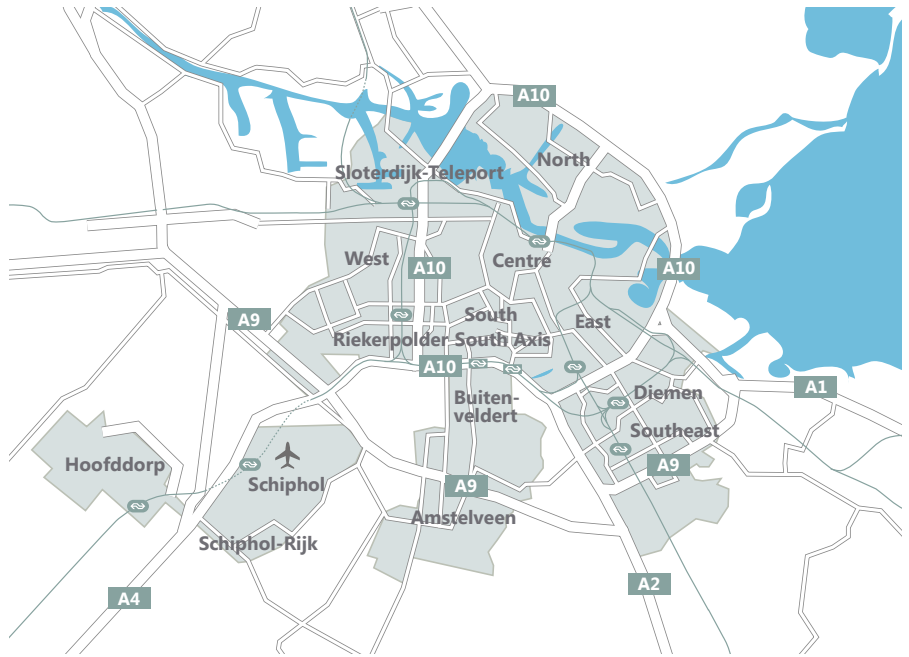 A10
North
Sloterdijk-Teleport
West
Centre
A10
A10
A9
South
East
Riekerpolder South Axis
A10
A1
Buiten-
veldert
Diemen
Southeast
Hoofddorp
A9
Schiphol
A9
Amstelveen
Schiphol-Rijk
A4
A2